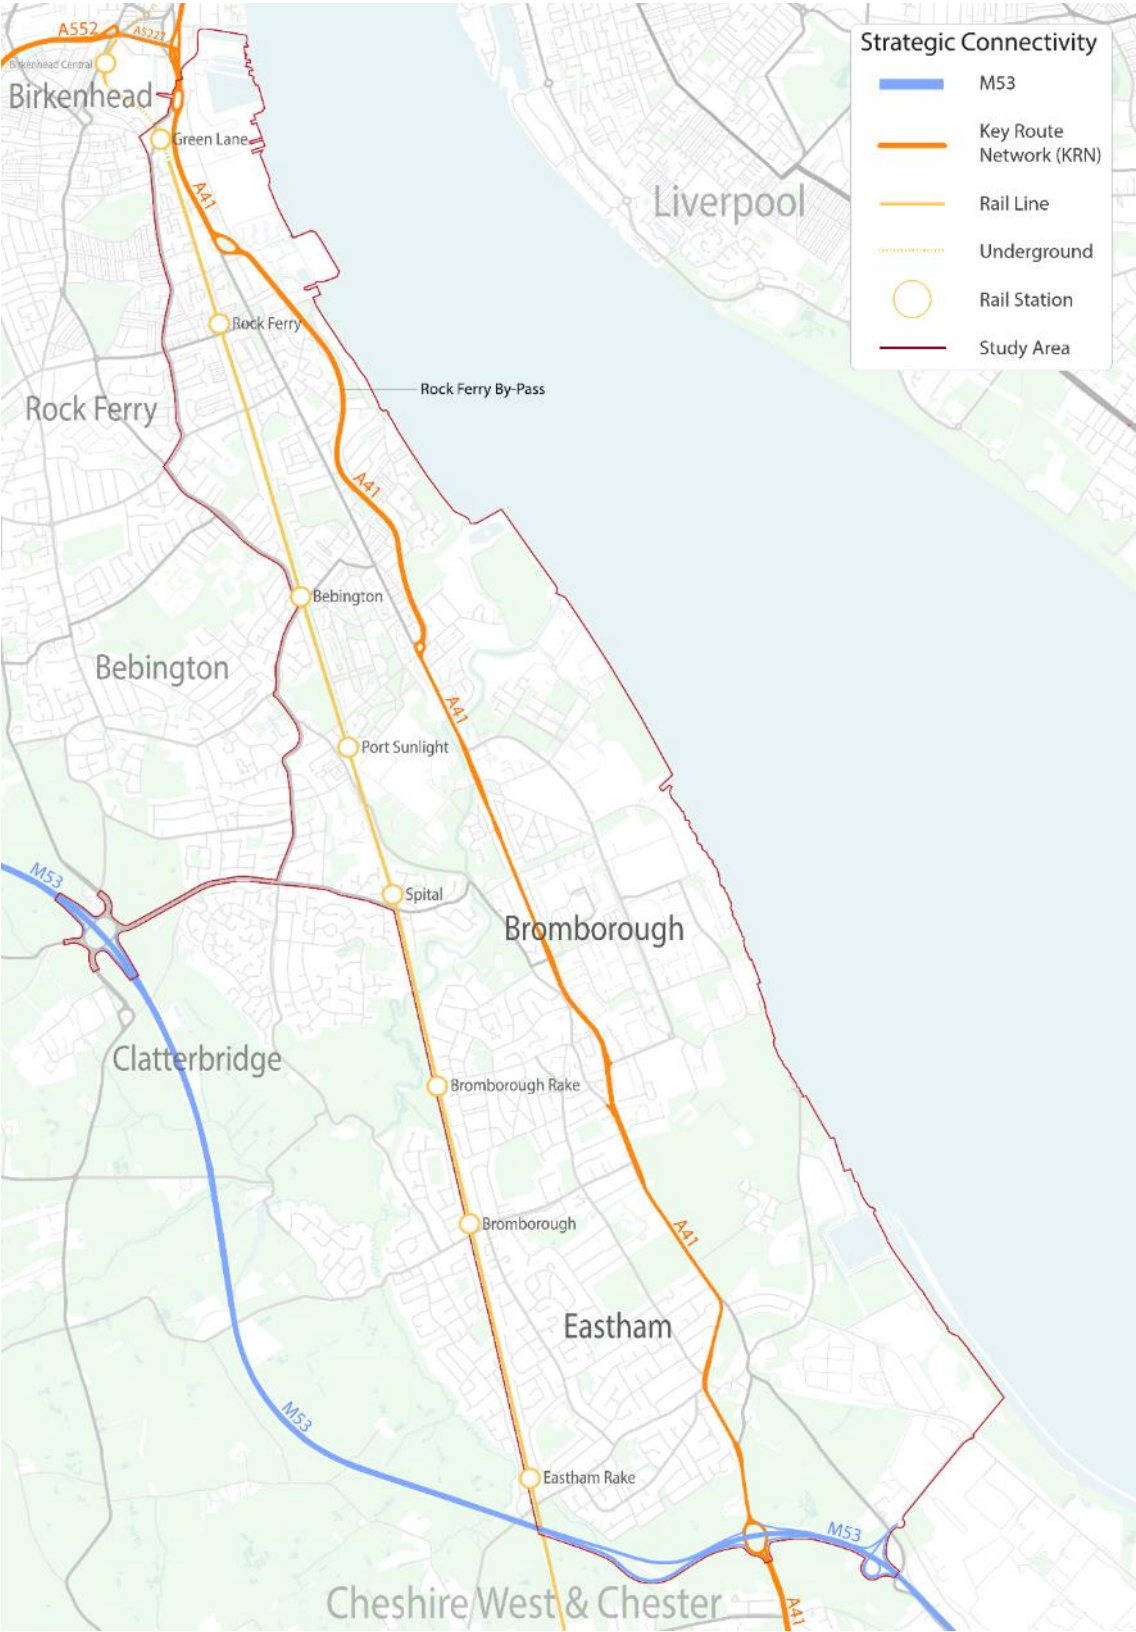 A552
A5227
Birkenhead Central
Birkenhead
Green Lane
A41
Liverpool
Strategic Connectivity
M53
Key Route
Network (KRN)
Rail Line
Underground
Rail Station
Study Area
Rock Ferry
Rock Ferry By-Pass
Rock Ferry
A41
Bebington
Bebington
A41
Port Sunlight
M53
Spital
Bromborough
Clatterbridge
Bromborough Rake
Bromborough
A41
Eastham
M53
Eastham Rake
M53
Cheshire West & Chester
A41